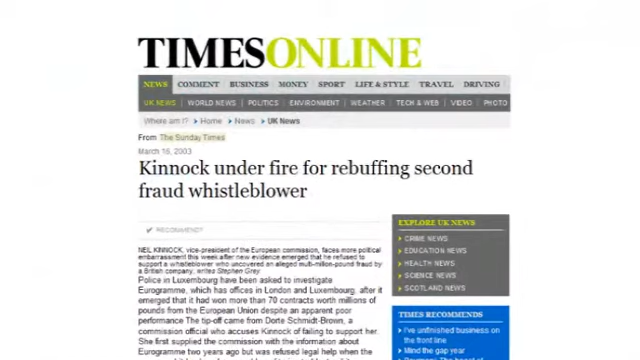 TIMESONLINE
NEWS COMMENT BUSINESS MONEY SPORT LIFE & STYLE TRAVEL DRIVING
UK NEWS WORLD NEWS POLITICS ENVIRONMENT WEATHER TECH & WEB VIDEO PHOTO
Where am I? Home News UK News
From The Sunday Times
March 16, 2003
Kinnock under fire for rebuffing second
fraud whistleblower
RECOMMEND?
NEIL KINNOCK, vice-president of the European commission, faces more political
embarrassment this week after new evidence emerged that he refused to
support a whistleblower who uncovered an alleged multi-million-pound fraud by
a British company, writes Stephen Grey
Police in Luxembourg have been asked to investigate
Eurogramme, which has offices in London and Luxembourg, after it
emerged that it had won more than 70 contracts worth millions of
pounds from the European Union despite an apparent poor
performance The tip-off came from Dorte Schmidt-Brown, a
commission official who accuses Kinnock of failing to support her.
She first supplied the commission with the information about
Eurogramme two years ago but was refused legal help when the
EXPLORE UK NEWS
CRIME NEWS
EDUCATION NEWS
HEALTH NEWS
SCIENCE NEWS
SCOTLAND NEWS
TIMES RECOMMENDS
I've unfinished business on
the front line
Mind the gap year